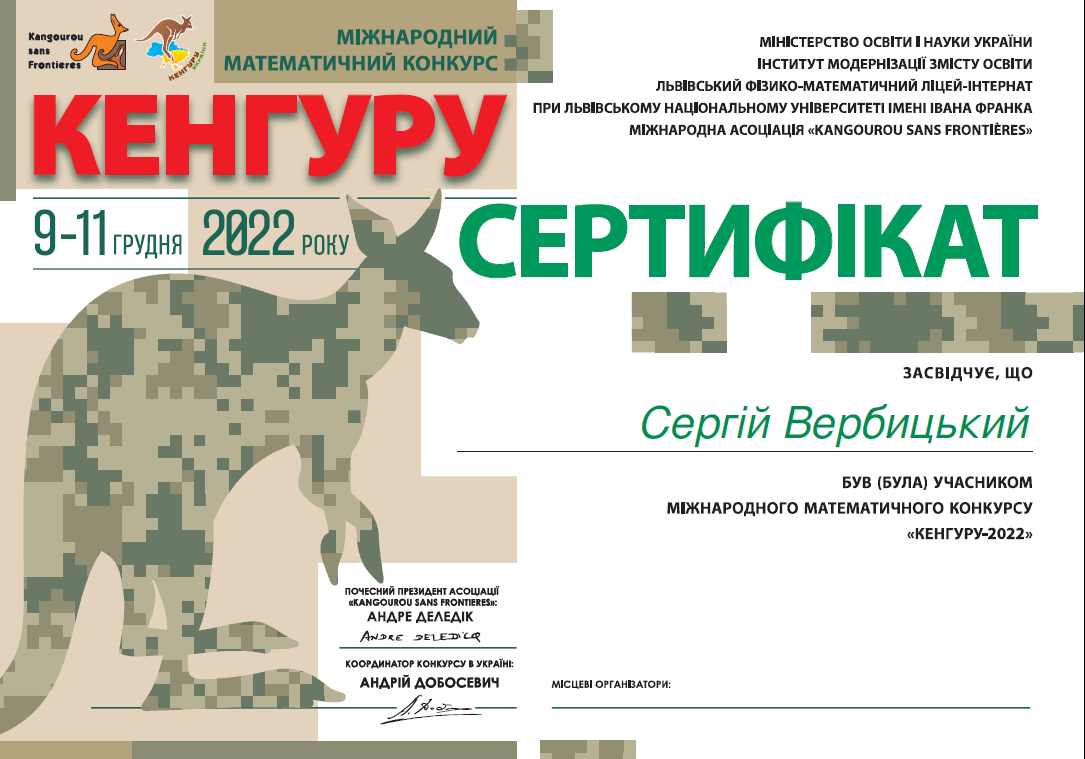 Kangourou
sans
Frontières
КЕНГУРУ
УКРАЇНА
МІЖНАРОДНИЙ
МАТЕМАТИЧНИЙ КОНКУРС
КЕНГУРУ
9-11 ГРУДНЯ 2022 РОКУ
МІНІСТЕРСТВО ОСВІТИ І НАУКИ УКРАЇНИ
ІНСТИТУТ МОДЕРНІЗАЦІЇ ЗМІСТУ ОСВІТИ
ЛЬВІВСЬКИЙ ФІЗИКО-МАТЕМАТИЧНИЙ ЛІЦЕЙ-ІНТЕРНАТ
ПРИ ЛЬВІВСЬКОМУ НАЦІОНАЛЬНОМУ УНІВЕРСИТЕТІ ІМЕНІ ІВАНА ФРАНКА
МІЖНАРОДНА АСОЦІАЦІЯ «KANGOUROU SANS FRONTIÈRES»
СЕРТИФІКАТ
ЗАСВІДЧУЄ, ЩО
Сергій Вербицький
БУВ (БУЛА) УЧАСНИКОМ
МІЖНАРОДНОГО МАТЕМАТИЧНОГО КОНКУРСУ
«КЕНГУРУ-2022»
ПОЧЕСНИЙ ПРЕЗИДЕНТ АСОЦІАЦІЇ
«KANGOUROU SANS FRONTIERES»:
АНДРЕ ДЕЛЕДІК
ANDRE DELEDICQ
КООРДИНАТОР КОНКУРСУ В УКРАЇНІ:
АНДРІЙ ДОБОСЕВИЧ
МІСЦЕВІ ОРГАНІЗАТОРИ: